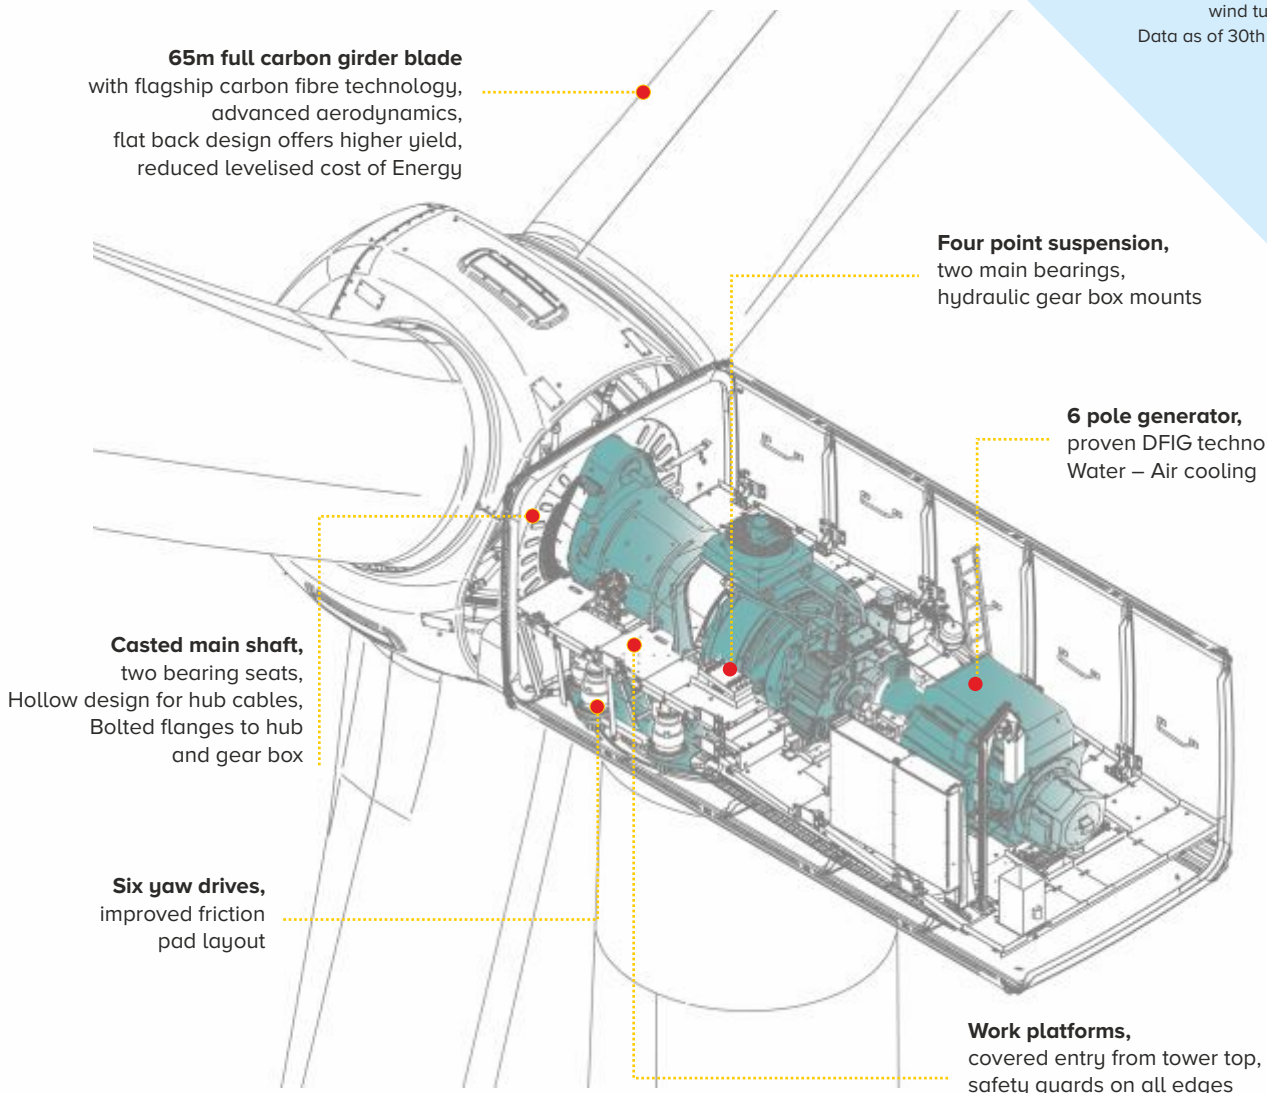 wind tu
Data as of 30th
65m full carbon girder blade
with flagship carbon fibre technology,
advanced aerodynamics,
flat back design offers higher yield,
reduced levelised cost of Energy
Four point suspension,
two main bearings,
hydraulic gear box mounts
6 pole generator,
proven DFIG techno
Water – Air cooling
Casted main shaft,
two bearing seats,
Hollow design for hub cables,
Bolted flanges to hub
and gear box
Six yaw drives,
improved friction
pad layout
Work platforms,
covered entry from tower top,
safety guards on all edges